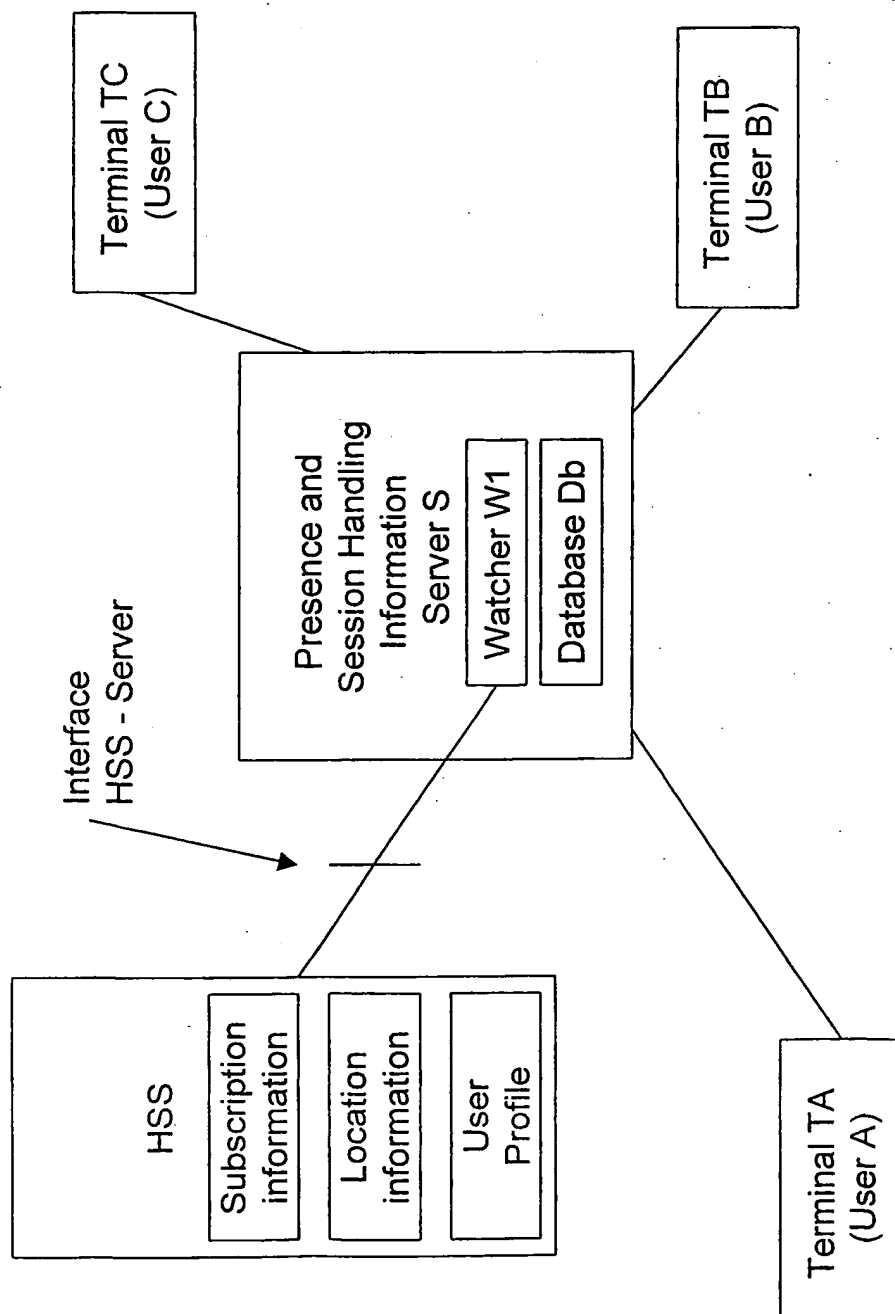 HSS
Subscription
information
Location
information
User
Profile
Interface
HSS - Server
Presence and
Session Handling
Information
Server S
Watcher W1
Database Db
Terminal TA
(User A)
Terminal TC
(User C)
Terminal TB
(User B)